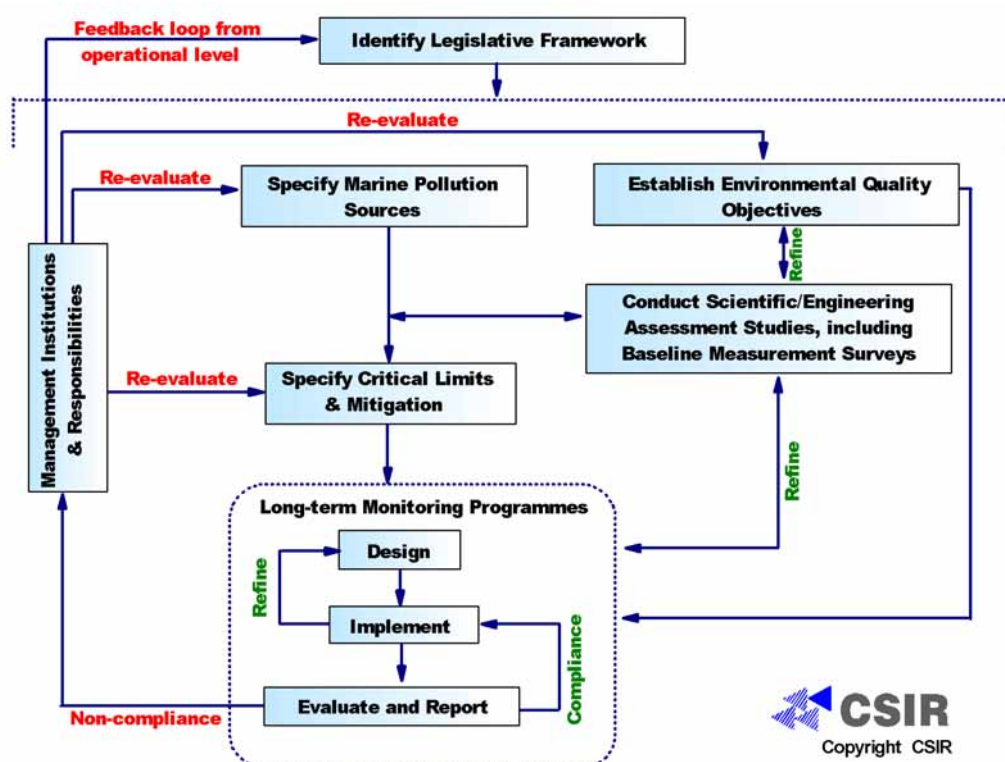 Feedback loop from
operational level
Identify Legislative Framework
Re-evaluate
Re-evaluate
Specify Marine Pollution
Sources
Establish Environmental Quality
Objectives
Refine
Management Institutions
& Responsibilities
Conduct Scientific/Engineering
Assessment Studies, including
Baseline Measurement Surveys
Re-evaluate
Specify Critical Limits
& Mitigation
Refine
Long-term Monitoring Programmes
Design
Refine
Implement
Compliance
Evaluate and Report
Non-compliance
CSIR
Copyright CSIR